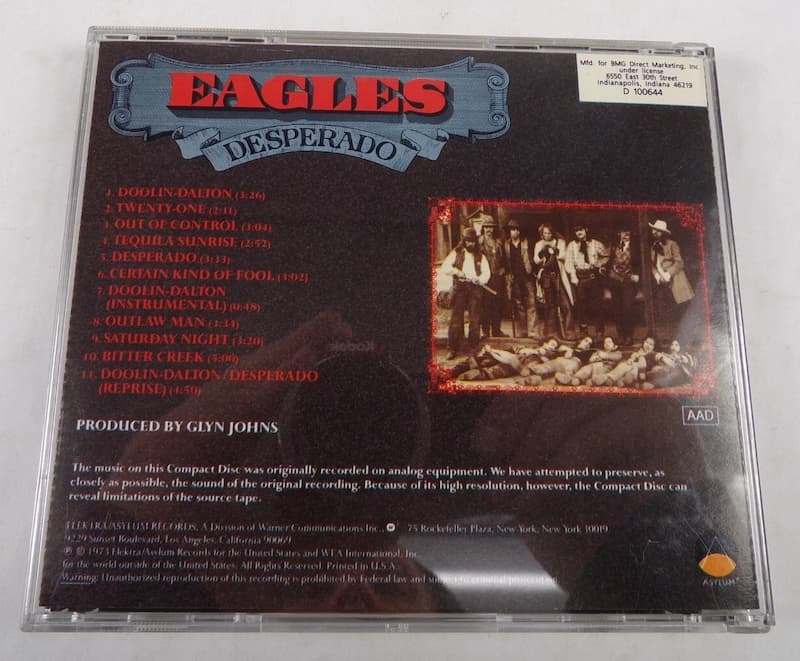 EAGLES
DESPERADO
Mfd. for BMG Direct Marketing, Inc.
under license
6550 East 30th Street
Indianapolis, Indiana 46219
D 100644
1. DOOLIN-DALTON (3:26)
2. TWENTY-ONE (2:11)
3. OUT OF CONTROL (3:04)
4. TEQUILA SUNRISE (2:52)
5. DESPERADO (3:33)
6. CERTAIN KIND OF FOOL (3:02)
7. DOOLIN-DALTON
(INSTRUMENTAL) (0:48)
8. OUTLAW MAN (3:34)
9. SATURDAY NIGHT (3:20)
10. BITTER CREEK (5:00)
11. DOOLIN-DALTON/DESPERADO
(REPRISE) (4:50)
AAD
PRODUCED BY GLYN JOHNS
Kodak
The music on this Compact Disc was originally recorded on analog equipment. We have attempted to preserve, as
closely as possible, the sound of the original recording. Because of its high resolution, however, the Compact Disc can
reveal limitations of the source tape.
ELEKTRA/ASYLUM RECORDS, A Division of Warner Communications Inc., 75 Rockefeller Plaza, New York, New York 10019
9229 Sunset Boulevard, Los Angeles, California 90069
℗ © 1973 Elektra/Asylum Records for the United States and WEA International, Inc.
for the world outside of the United States. All Rights Reserved. Printed in U.S.A.
Warning: Unauthorized reproduction of this recording is prohibited by Federal law and
ASYLUM